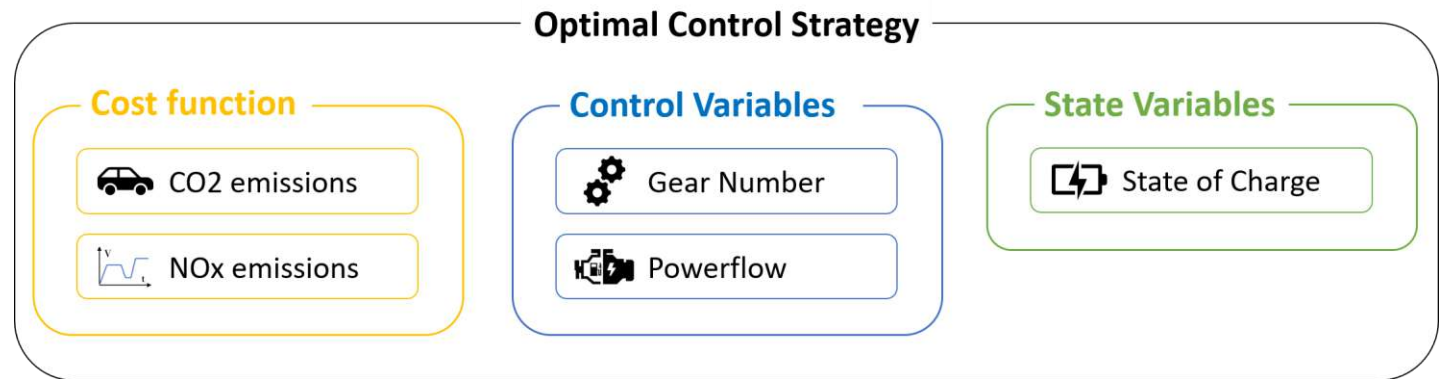 Optimal Control Strategy
Cost function
CO2 emissions
V
t
NOx emissions
Control Variables
Gear Number
Powerflow
State Variables
State of Charge